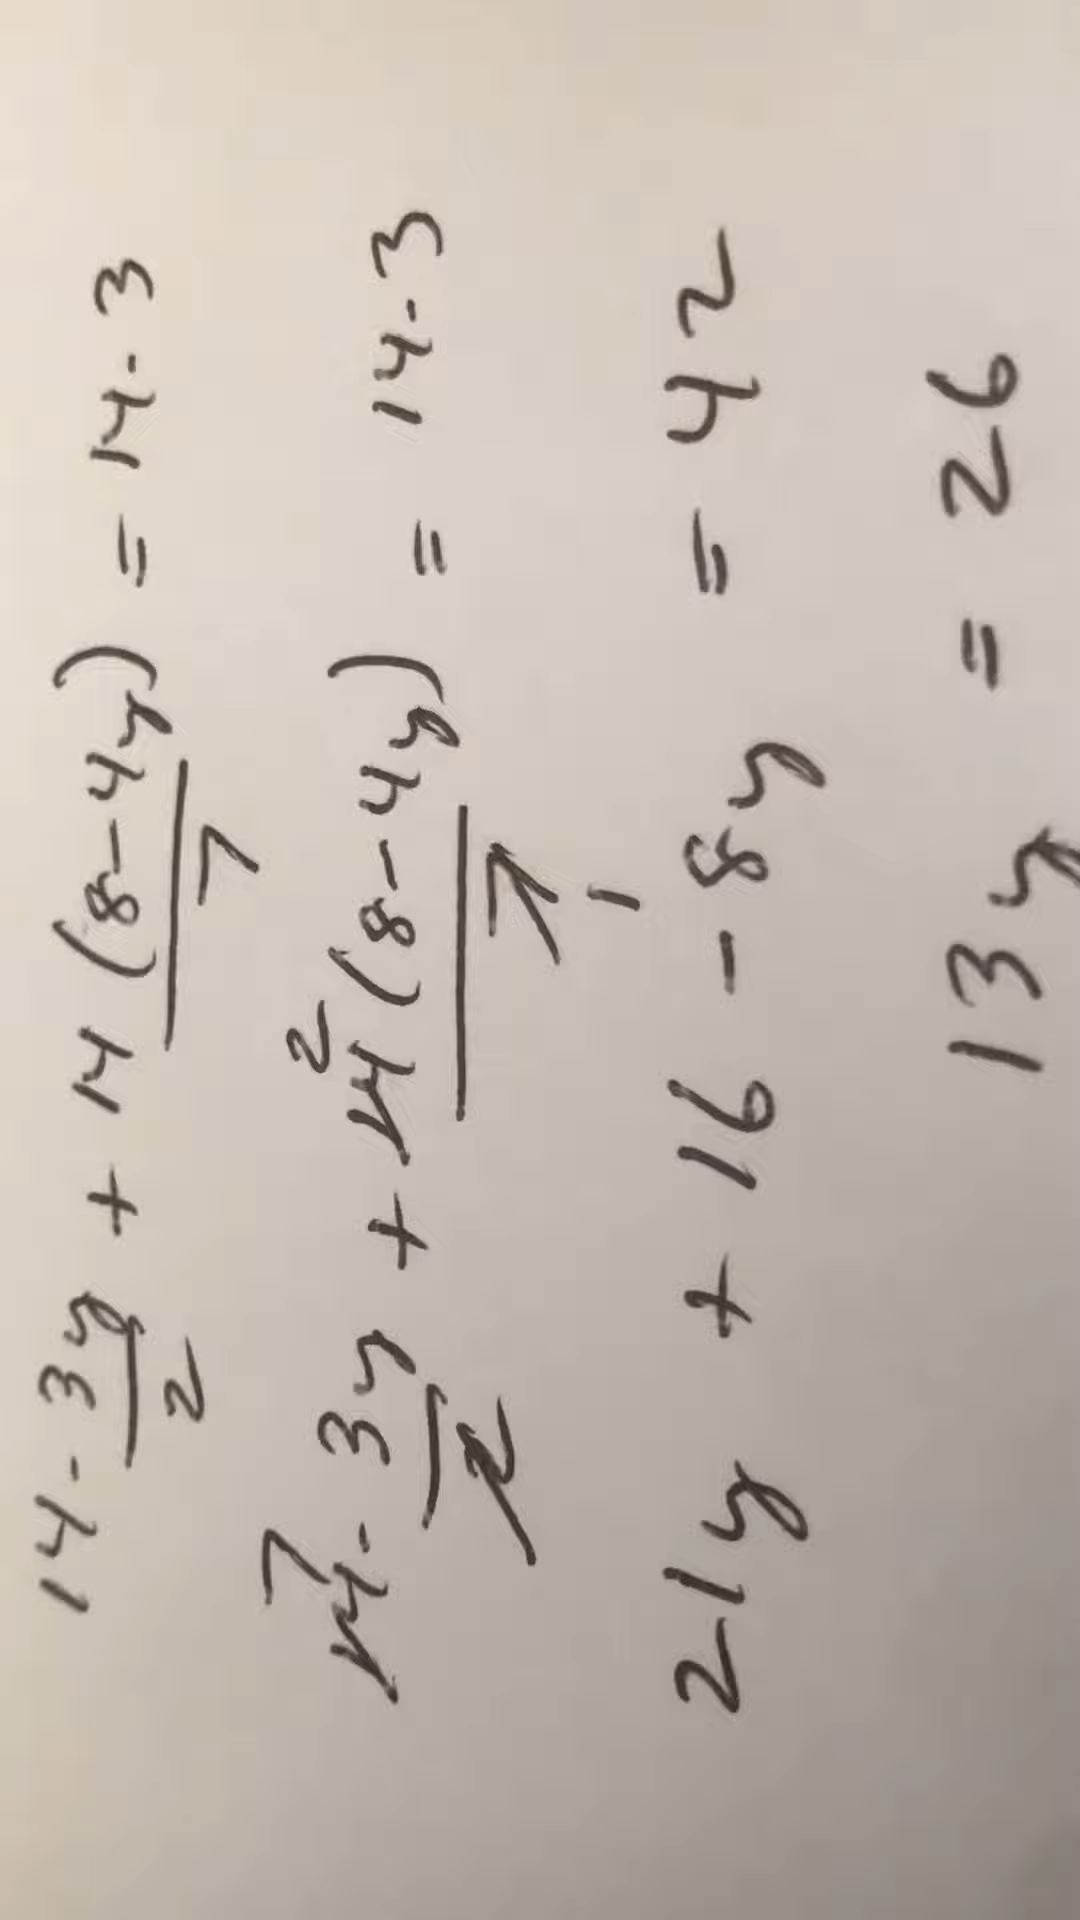 14 · 3y/2 + 14 (8 - 4y)/7 = 14 · 3
7 14 · 3y/2 + 2 14 (8 - 4y)/7 1 = 14 · 3
21y + 16 - 8y = 42
13y = 26